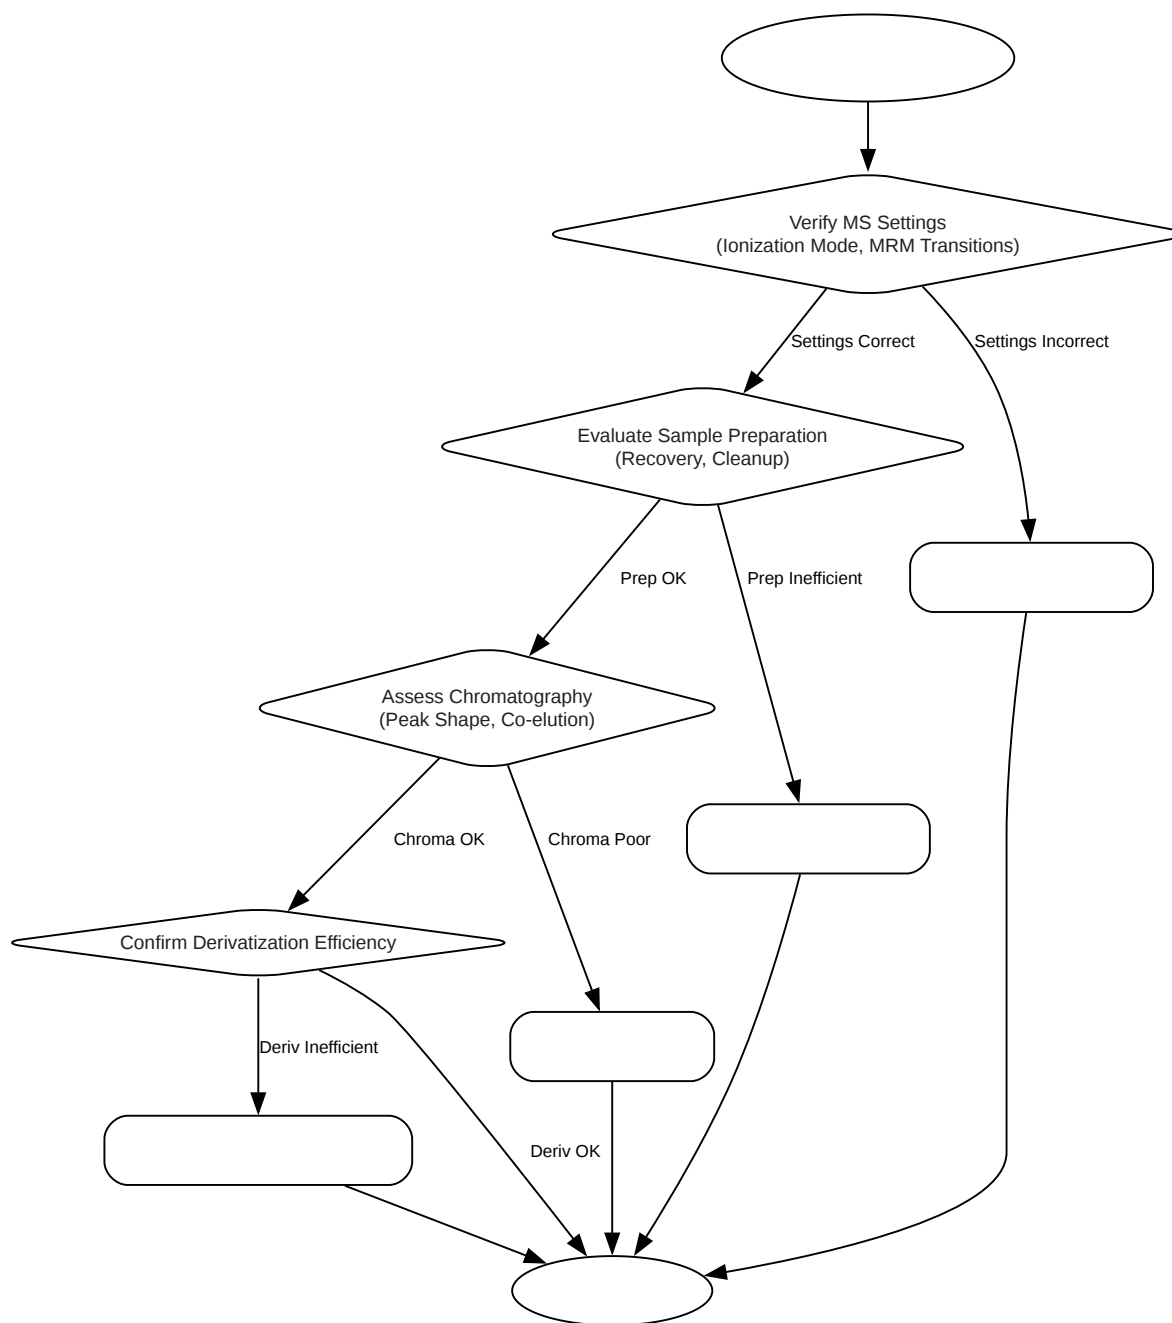 Verify MS Settings
(Ionization Mode, MRM Transitions)
Settings Correct
Settings Incorrect
Evaluate Sample Preparation
(Recovery, Cleanup)
Prep OK
Prep Inefficient
Assess Chromatography
(Peak Shape, Co-elution)
Chroma OK
Chroma Poor
Confirm Derivatization Efficiency
Deriv Inefficient
Deriv OK